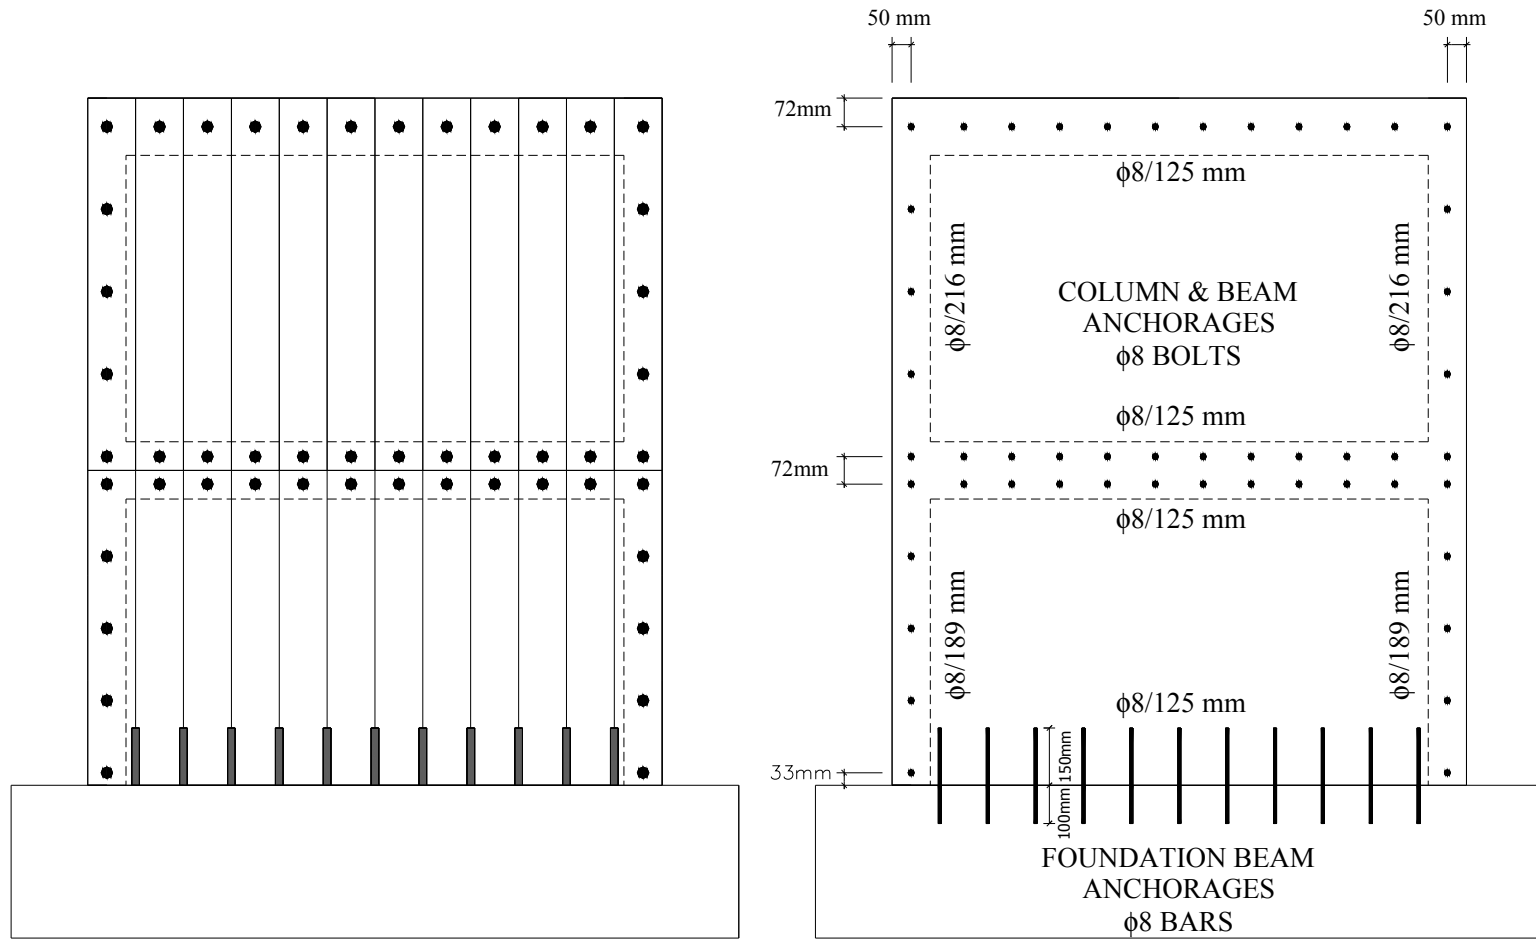 50 mm
50 mm
72mm
ϕ8/125 mm
ϕ8/216 mm
ϕ8/216 mm
COLUMN & BEAM
ANCHORAGES
ϕ8 BOLTS
ϕ8/125 mm
72mm
ϕ8/125 mm
ϕ8/189 mm
ϕ8/189 mm
ϕ8/125 mm
150mm
33mm
100mm
FOUNDATION BEAM
ANCHORAGES
ϕ8 BARS